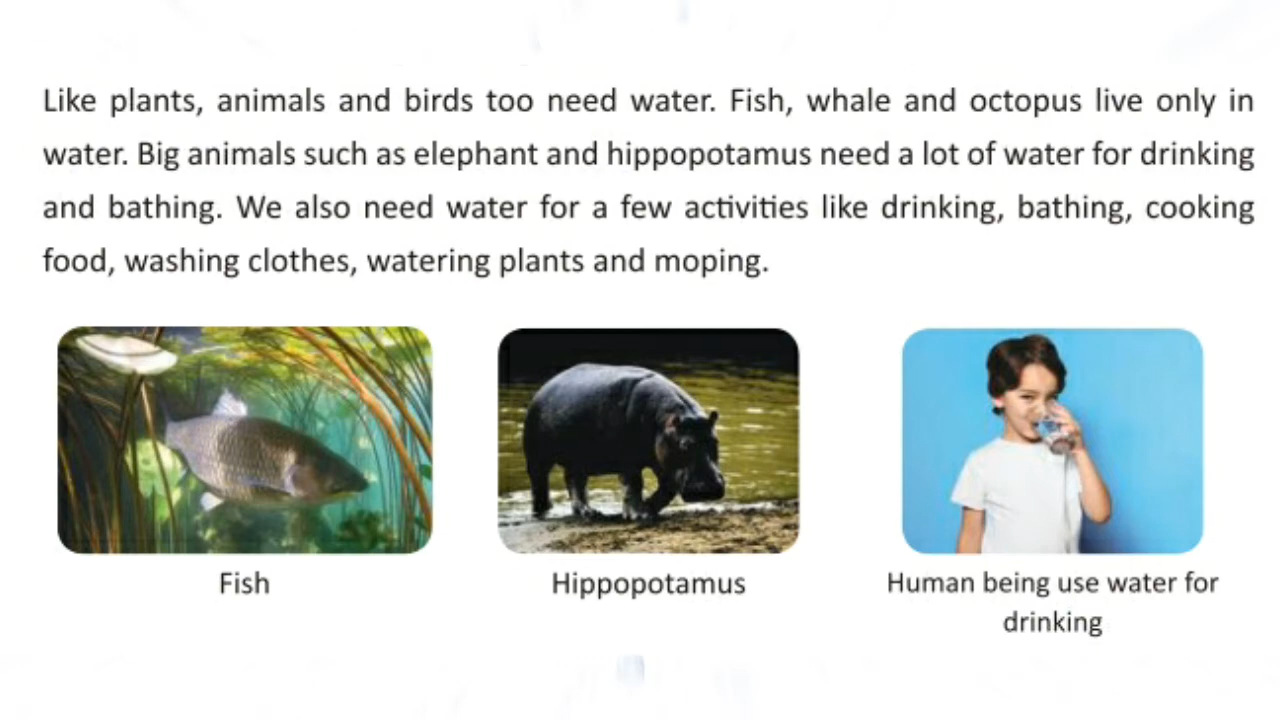 Like plants, animals and birds too need water. Fish, whale and octopus live only in
water. Big animals such as elephant and hippopotamus need a lot of water for drinking
and bathing. We also need water for a few activities like drinking, bathing, cooking
food, washing clothes, watering plants and moping.
Fish
Hippopotamus
Human being use water for
drinking